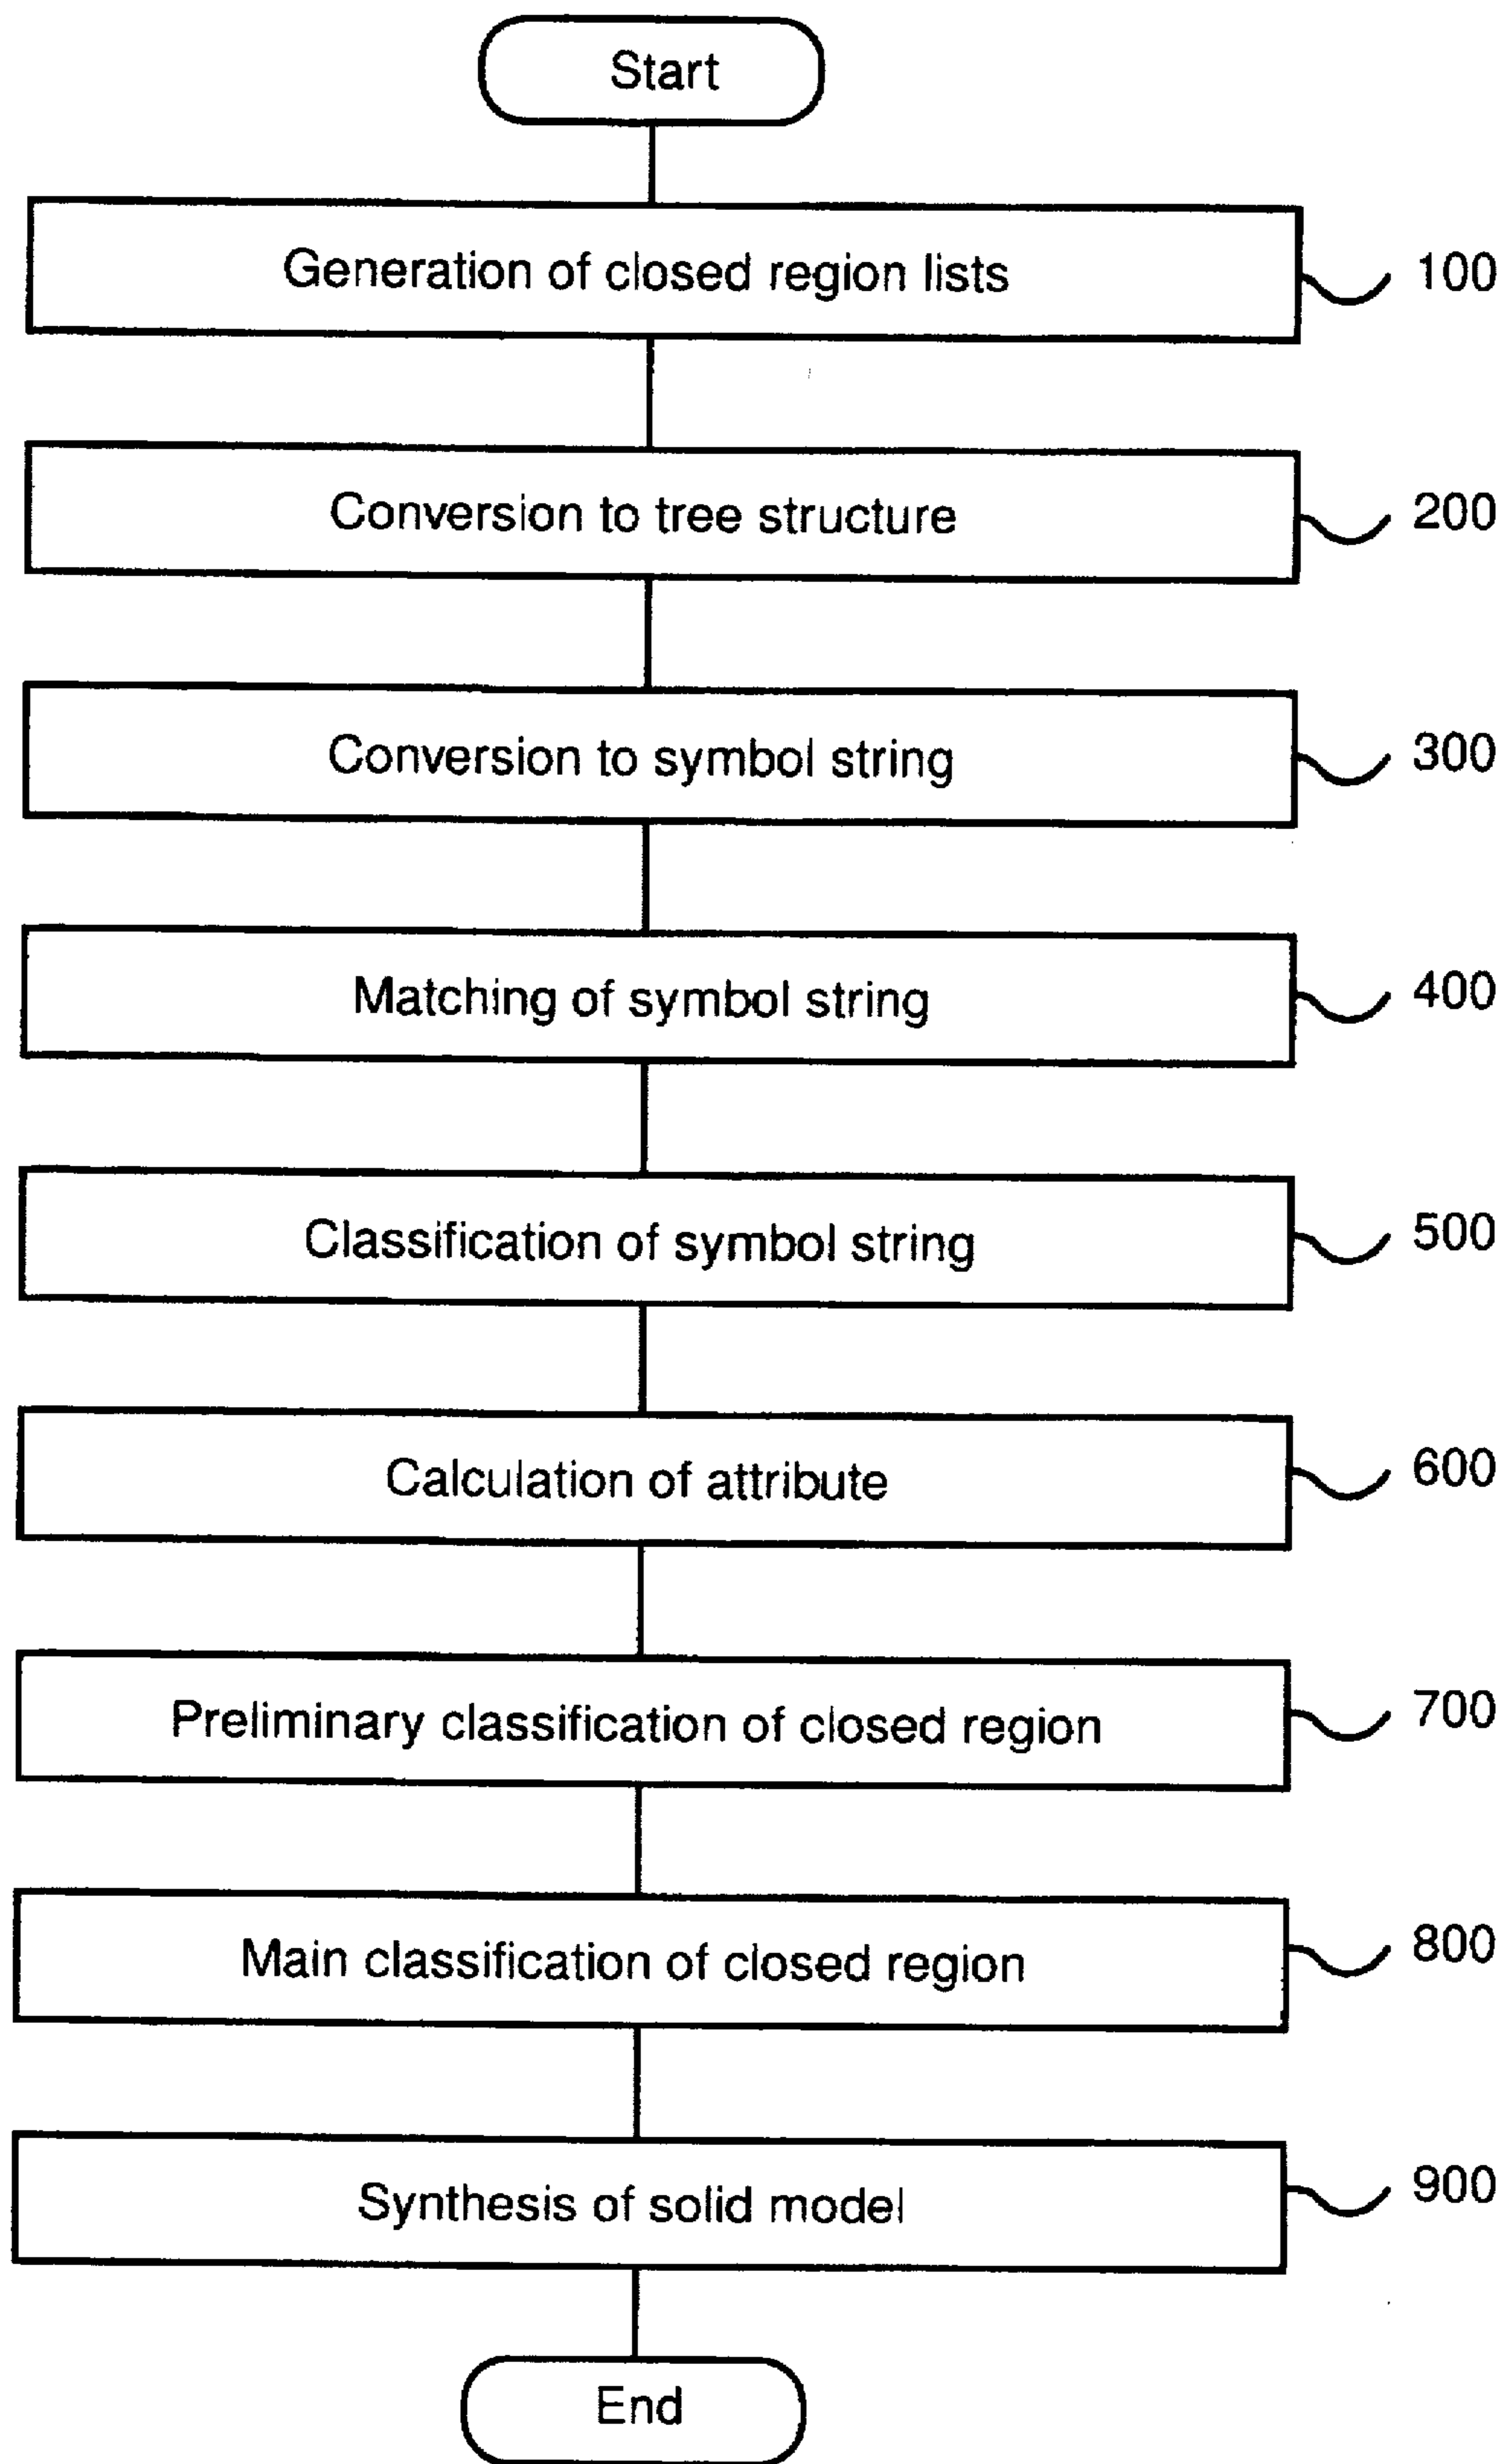 Start
Generation of closed region lists
100
Conversion to tree structure
200
Conversion to symbol string
300
Matching of symbol string
400
Classification of symbol string
500
Calculation of attribute
600
Preliminary classification of closed region
700
Main classification of closed region
800
Synthesis of solid model
900
End